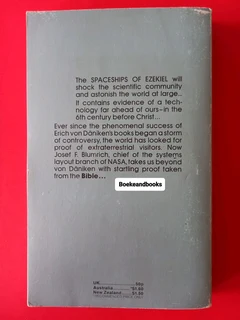 The SPACESHIPS OF EZEKIEL will
shock the scientific community
and astonish the world at large..
It contains evidence of a tech-
nology far ahead of ours–in the
6th century before Christ...
Ever since the phenomenal success of
Erich von Däniken's books began a storm
of controversy, the world has looked for
proof of extraterrestrial visitors. Now
Josef F. Blumrich, chief of the systems
layout branch of NASA, takes us beyond
von Däniken with startling proof taken
from the Bible...
Boekeandbooks
UK
Australia
New Zealand